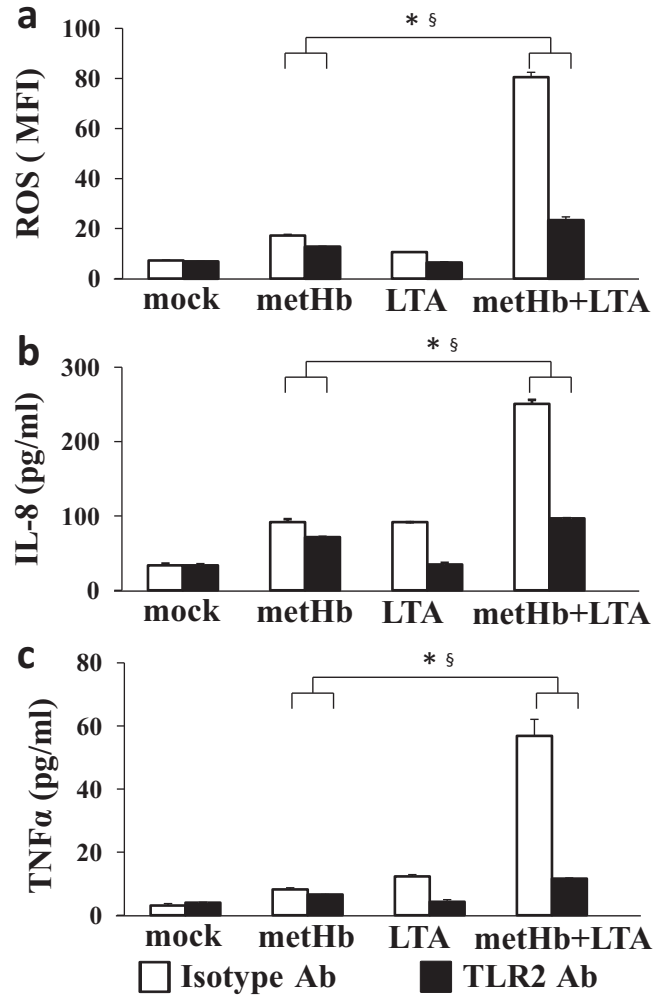 a
* §
100
80
60
40
20
0
ROS ( MFI)
mock metHb LTA metHb+LTA
b
* §
300
200
100
0
IL-8 (pg/ml)
mock metHb LTA metHb+LTA
c
* §
80
60
40
20
0
TNFα (pg/ml)
mock metHb LTA metHb+LTA
Isotype Ab TLR2 Ab